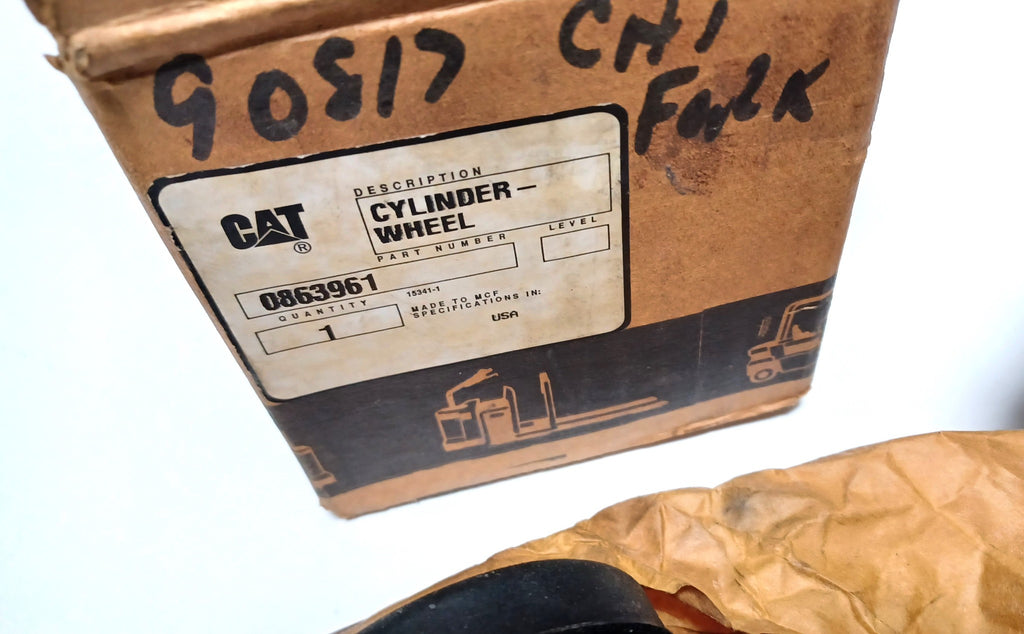 90817 CHI
FORK
DESCRIPTION
CYLINDER-
WHEEL
CAT®
PART NUMBER
LEVEL
0863961
15341-1
QUANTITY
1
MADE TO MCF
SPECIFICATIONS IN:
USA